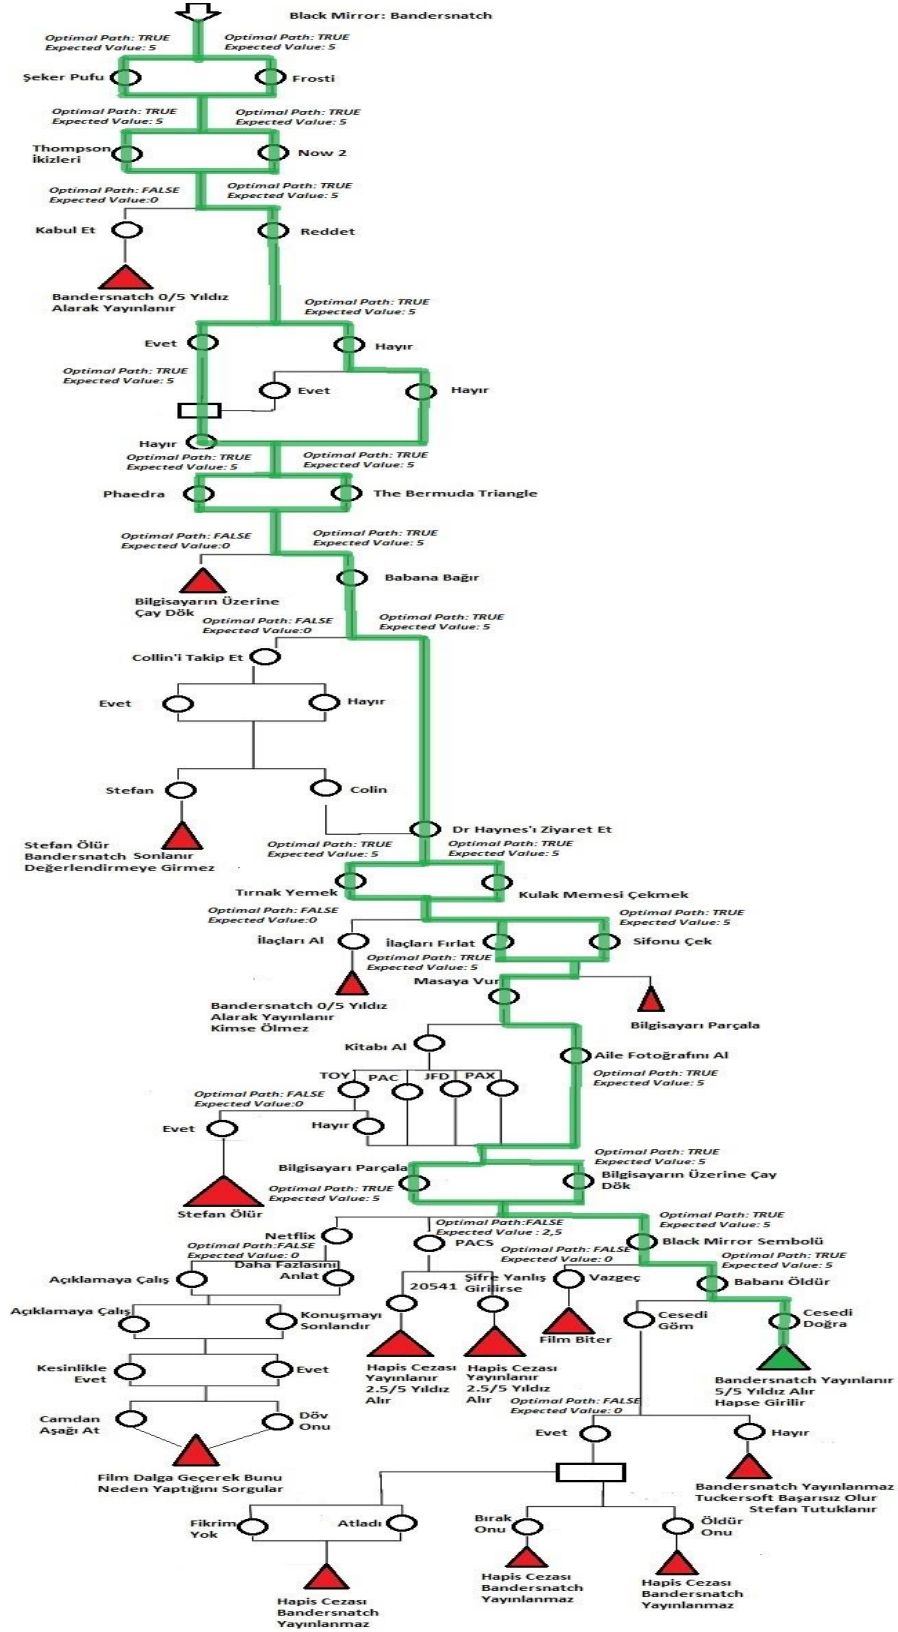 Black Mirror: Bandersnatch
Optimal Path: TRUE
Expected Value: 5
Optimal Path: TRUE
Expected Value: 5
Şeker Pufu
Frosti
Optimal Path: TRUE
Expected Value: 5
Optimal Path: TRUE
Expected Value: 5
Thompson
İkizleri
Now 2
Optimal Path: FALSE
Expected Value:0
Optimal Path: TRUE
Expected Value: 5
Kabul Et
Reddet
Bandersnatch 0/5 Yıldız
Alarak Yayınlanır
Optimal Path: TRUE
Expected Value: 5
Evet
Hayır
Optimal Path: TRUE
Expected Value: 5
Evet
Hayır
Hayır
Optimal Path: TRUE
Expected Value: 5
Optimal Path: TRUE
Expected Value: 5
Phaedra
The Bermuda Triangle
Optimal Path: FALSE
Expected Value:0
Optimal Path: TRUE
Expected Value: 5
Babana Bağır
Bilgisayarın Üzerine
Çay Dök
Optimal Path: FALSE
Expected Value:0
Optimal Path: TRUE
Expected Value: 5
Collin'i Takip Et
Evet
Hayır
Stefan
Colin
Dr Haynes'ı Ziyaret Et
Stefan Ölür
Bandersnatch Sonlanır
Değerlendirmeye Girmez
Optimal Path: TRUE
Expected Value: 5
Optimal Path: TRUE
Expected Value: 5
Tırnak Yemek
Kulak Memesi Çekmek
Optimal Path: FALSE
Expected Value:0
Optimal Path: TRUE
Expected Value: 5
İlaçları Al
İlaçları Fırlat
Sifonu Çek
Optimal Path: TRUE
Expected Value: 5
Masaya Vur
Bandersnatch 0/5 Yıldız
Alarak Yayınlanır
Kimse Ölmez
Bilgisayarı Parçala
Kitabı Al
Aile Fotoğrafını Al
Optimal Path: TRUE
Expected Value: 5
TOY
PAC
JFD
PAX
Optimal Path: FALSE
Expected Value:0
Evet
Hayır
Stefan Ölür
Bilgisayarı Parçala
Optimal Path: TRUE
Expected Value: 5
Optimal Path: TRUE
Expected Value: 5
Bilgisayarın Üzerine Çay
Dök
Netflix
Optimal Path:FALSE
Expected Value : 2,5
PACS
Optimal Path: TRUE
Expected Value: 5
Black Mirror Sembolü
Optimal Path:FALSE
Expected Value: 0
Daha Fazlasını
Anlat
Açıklamaya Çalış
20541
Şifre Yanlış
Girilirse
Optimal Path: FALSE
Expected Value: 0
Vazgeç
Optimal Path: TRUE
Expected Value: 5
Babanı Öldür
Açıklamaya Çalış
Konuşmayı
Sonlandır
Film Biter
Cesedi
Göm
Cesedi
Doğra
Kesinlikle
Evet
Evet
Hapis Cezası
Yayınlanır
2.5/5 Yıldız
Alır
Hapis Cezası
Yayınlanır
2.5/5 Yıldız
Alır
Bandersnatch Yayınlanır
5/5 Yıldız Alır
Hapse Girilir
Camdan
Aşağı At
Döv
Onu
Optimal Path: FALSE
Expected Value: 0
Evet
Hayır
Film Dalga Geçerek Bunu
Neden Yaptığını Sorgular
Bandersnatch Yayınlanmaz
Tuckersoft Başarısız Olur
Stefan Tutuklanır
Fikrim
Yok
Atladı
Bırak
Onu
Öldür
Onu
Hapis Cezası
Bandersnatch
Yayınlanmaz
Hapis Cezası
Bandersnatch
Yayınlanmaz
Hapis Cezası
Bandersnatch
Yayınlanmaz